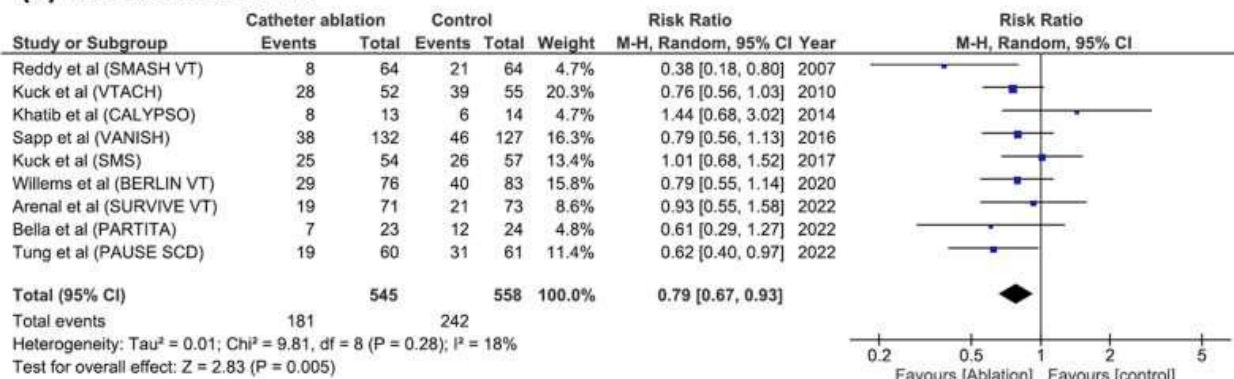 Catheter ablation Control Risk Ratio Risk Ratio
Study or Subgroup Events Total Events Total Weight M-H, Random, 95% CI Year M-H, Random, 95% CI
Reddy et al (SMASH VT) 8 64 21 64 4.7% 0.38 [0.18, 0.80] 2007
Kuck et al (VTACH) 28 52 39 55 20.3% 0.76 [0.56, 1.03] 2010
Khatib et al (CALYPSO) 8 13 6 14 4.7% 1.44 [0.68, 3.02] 2014
Sapp et al (VANISH) 38 132 46 127 16.3% 0.79 [0.56, 1.13] 2016
Kuck et al (SMS) 25 54 26 57 13.4% 1.01 [0.68, 1.52] 2017
Willems et al (BERLIN VT) 29 76 40 83 15.8% 0.79 [0.55, 1.14] 2020
Arenal et al (SURVIVE VT) 19 71 21 73 8.6% 0.93 [0.55, 1.58] 2022
Bella et al (PARTITA) 7 23 12 24 4.8% 0.61 [0.29, 1.27] 2022
Tung et al (PAUSE SCD) 19 60 31 61 11.4% 0.62 [0.40, 0.97] 2022
Total (95% CI) 545 558 100.0% 0.79 [0.67, 0.93]
Total events 181 242
Heterogeneity: Tau² = 0.01; Chi² = 9.81, df = 8 (P = 0.28); I² = 18%
Test for overall effect: Z = 2.83 (P = 0.005)
0.2 0.5 1 2 5
Favours [Ablation] Favours [control]